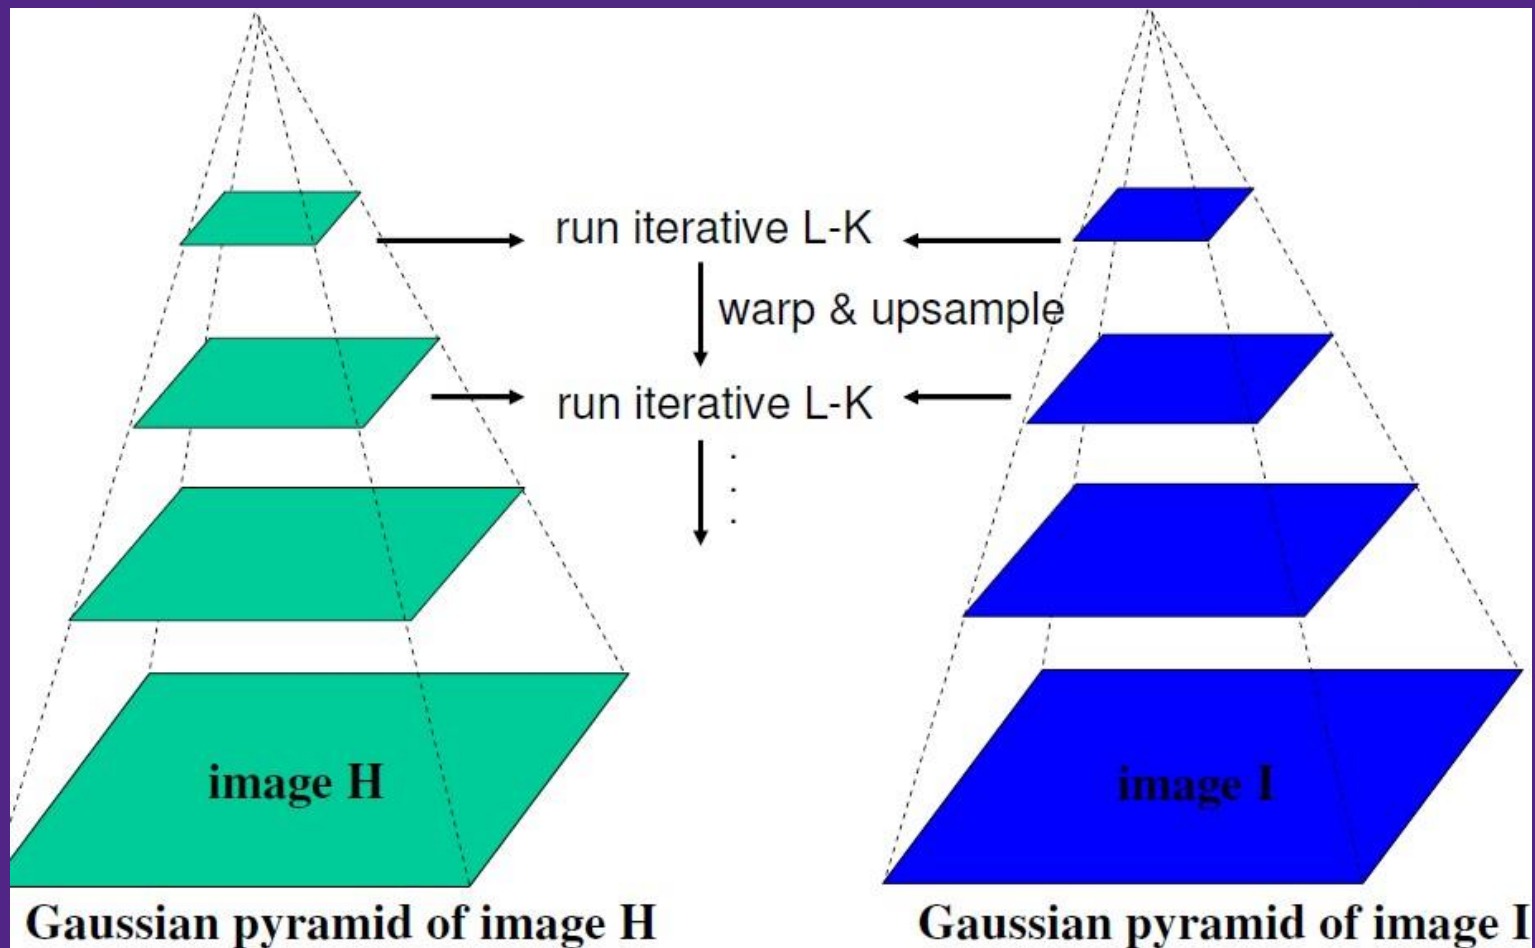 run iterative L-K
warp & upsample
run iterative L-K
.
.
.
image H
image I
Gaussian pyramid of image H
Gaussian pyramid of image I